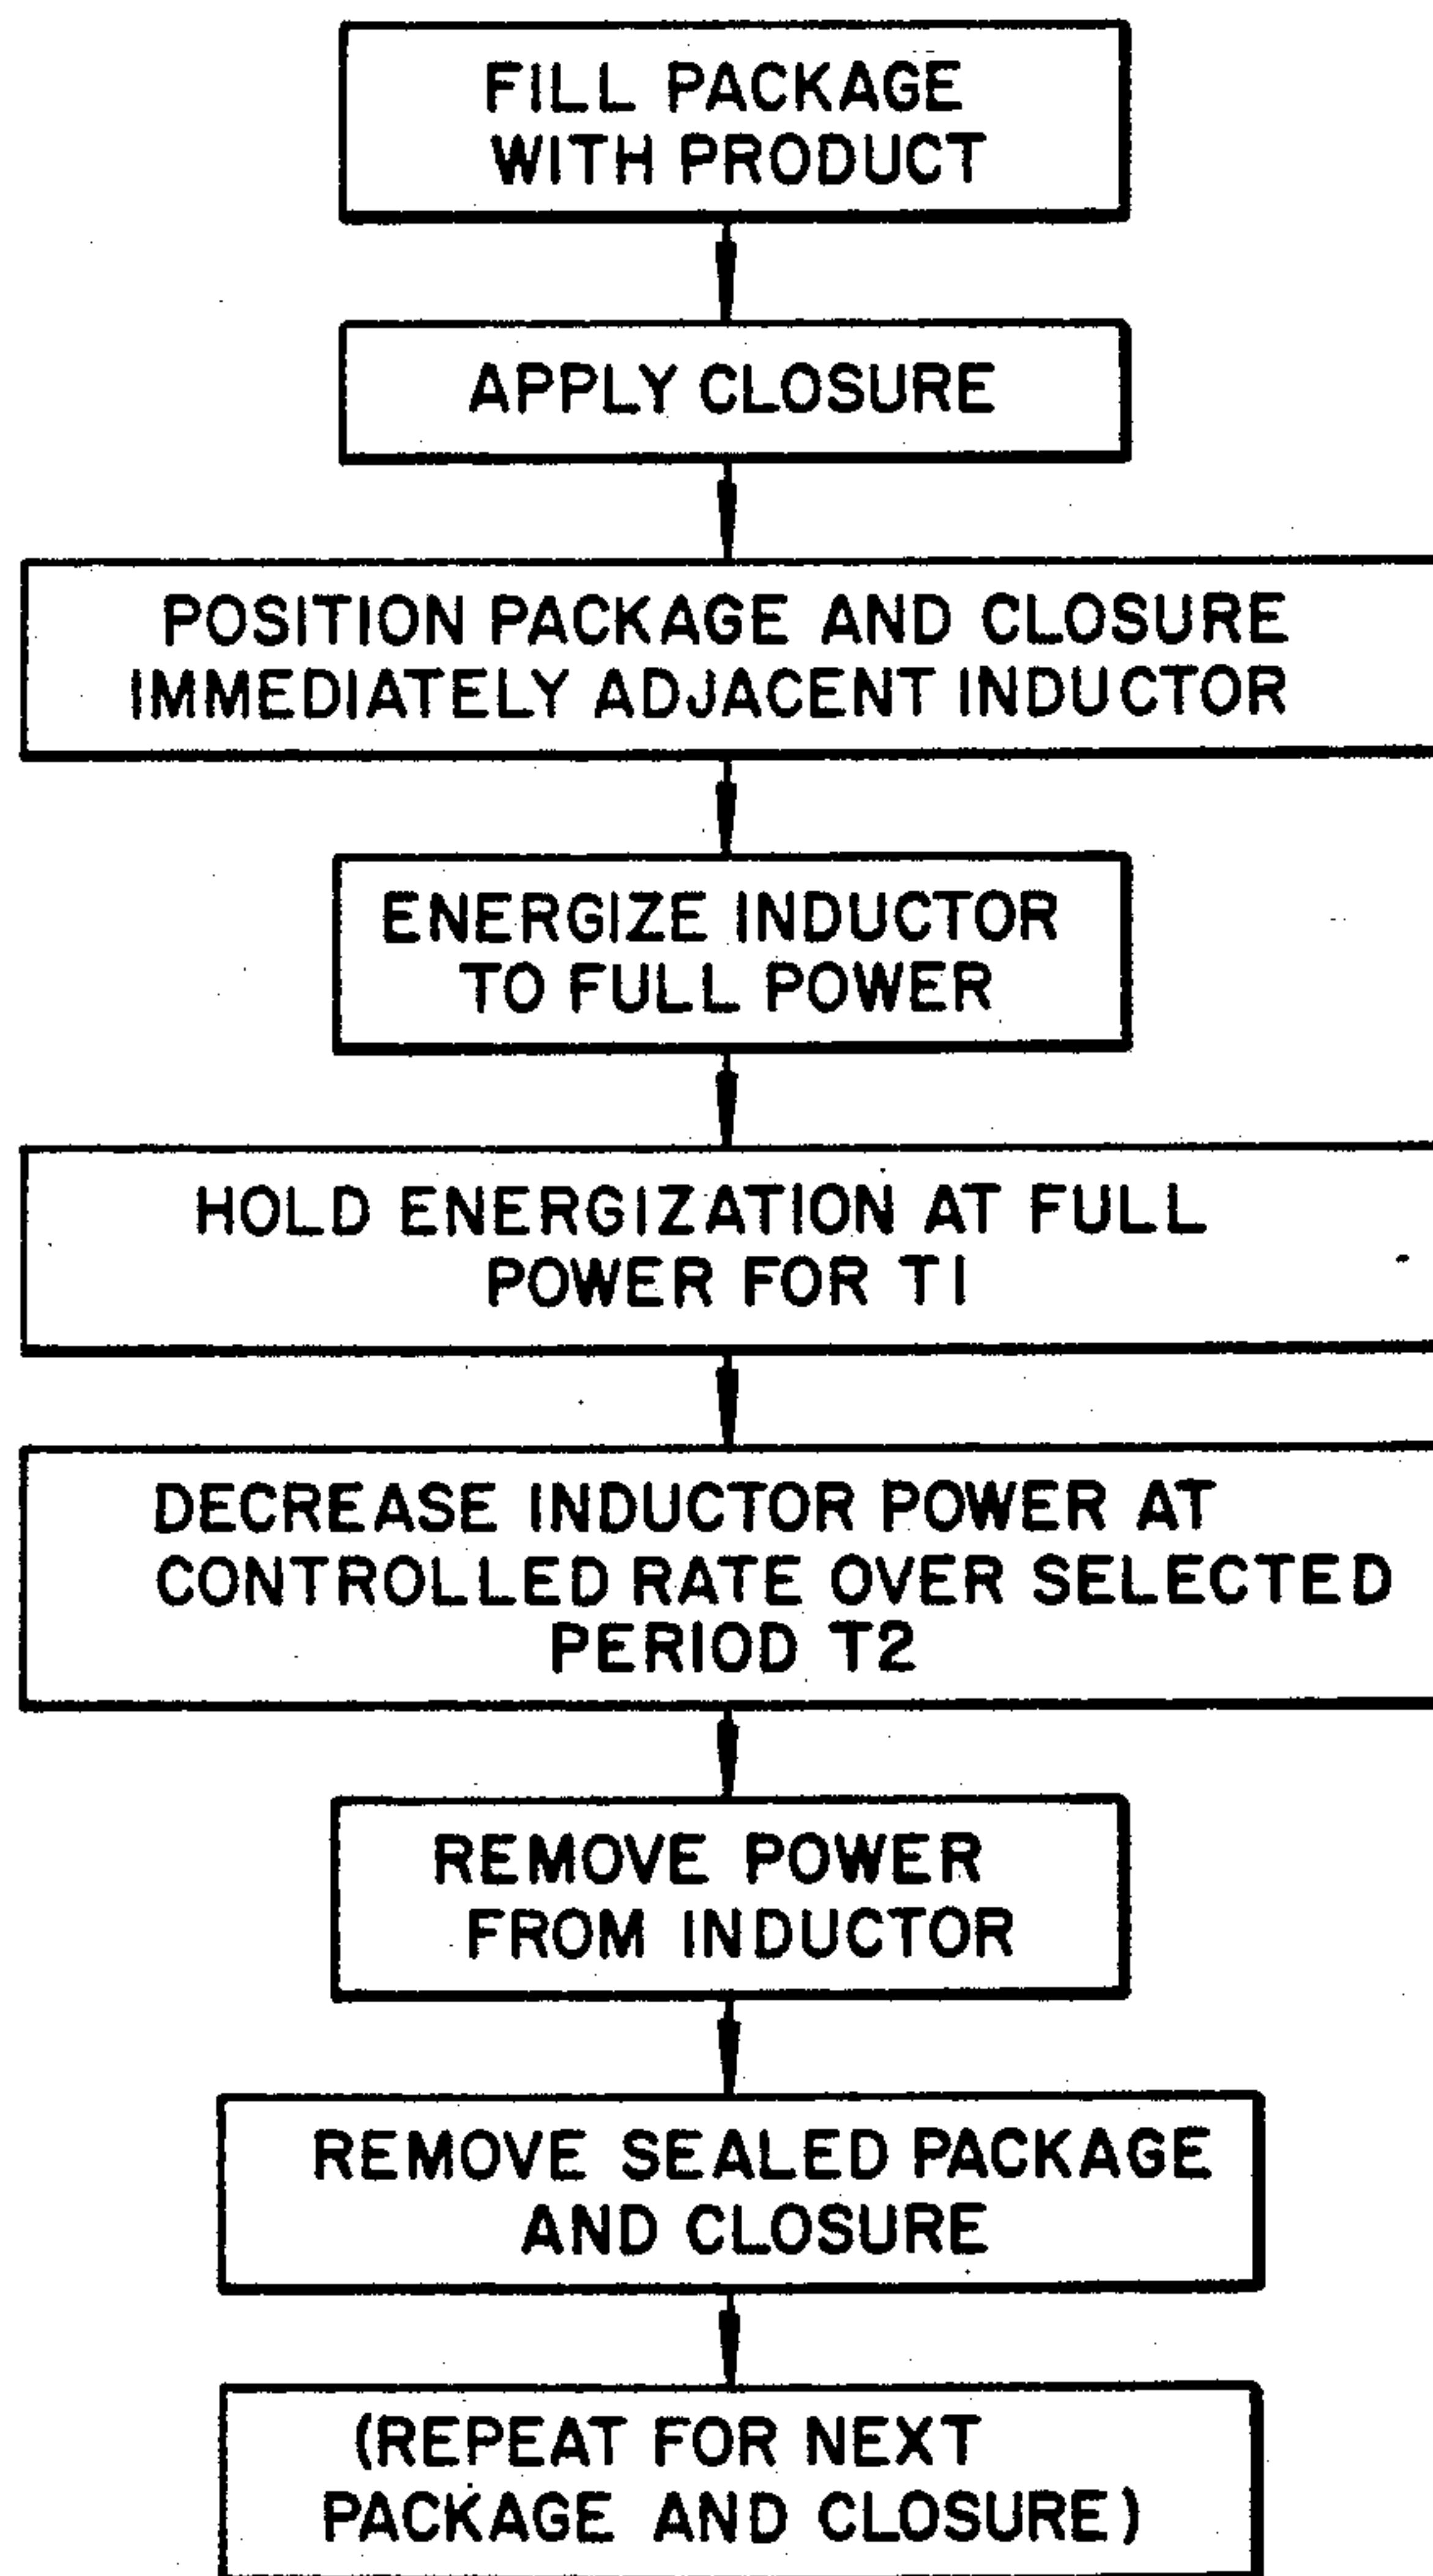 FILL PACKAGE
WITH PRODUCT
APPLY CLOSURE
POSITION PACKAGE AND CLOSURE
IMMEDIATELY ADJACENT INDUCTOR
ENERGIZE INDUCTOR
TO FULL POWER
HOLD ENERGIZATION AT FULL
POWER FOR T1
DECREASE INDUCTOR POWER AT
CONTROLLED RATE OVER SELECTED
PERIOD T2
REMOVE POWER
FROM INDUCTOR
REMOVE SEALED PACKAGE
AND CLOSURE
(REPEAT FOR NEXT
PACKAGE AND CLOSURE)